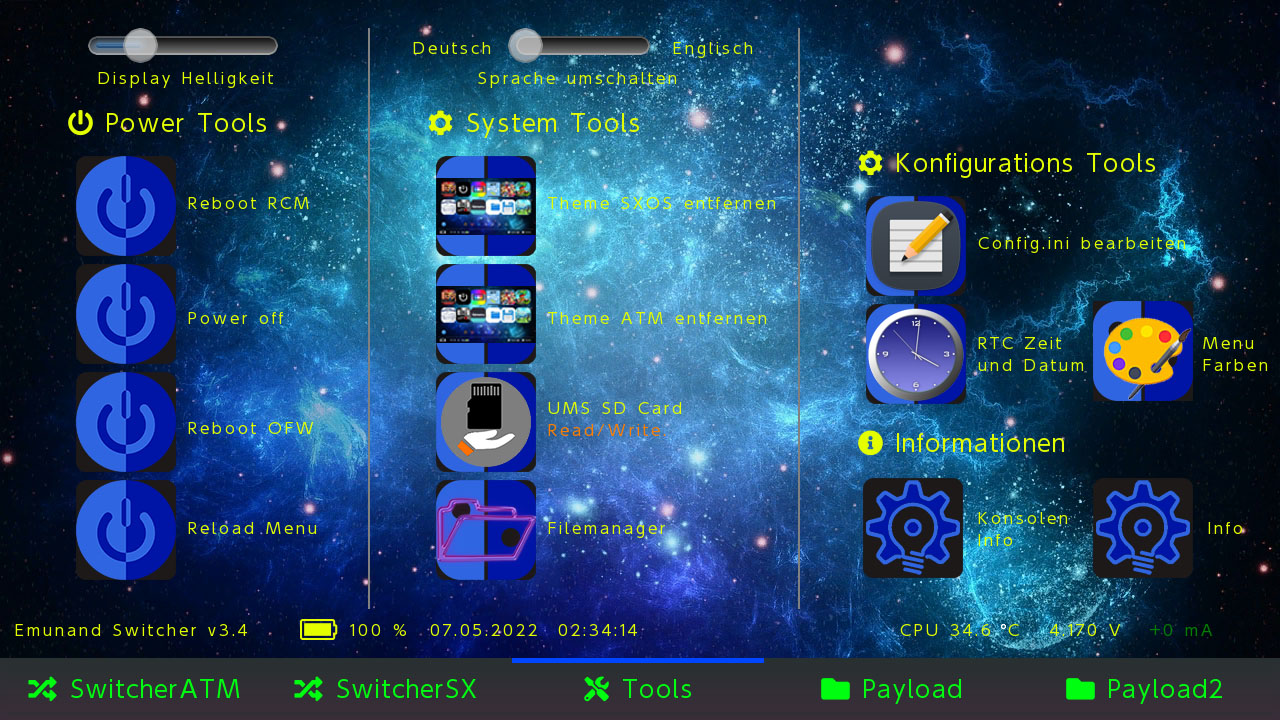 Deutsch
Englisch
Display Helligkeit
Sprache umschalten
Power Tools
Reboot RCM
Power off
Reboot OFW
Reload Menu
System Tools
Theme SXOS entfernen
Theme ATM entfernen
UMS SD Card
Read/Write
Filemanager
Konfigurations Tools
Config.ini bearbeiten
RTC Zeit
und Datum
Menu
Farben
Informationen
Konsolen
Info
Info
Emunand Switcher v3.4
100 %
07.05.2022 02:34:14
CPU 34.6 °C
4.170 V
+0 mA
SwitcherATM
SwitcherSX
Tools
Payload
Payload2